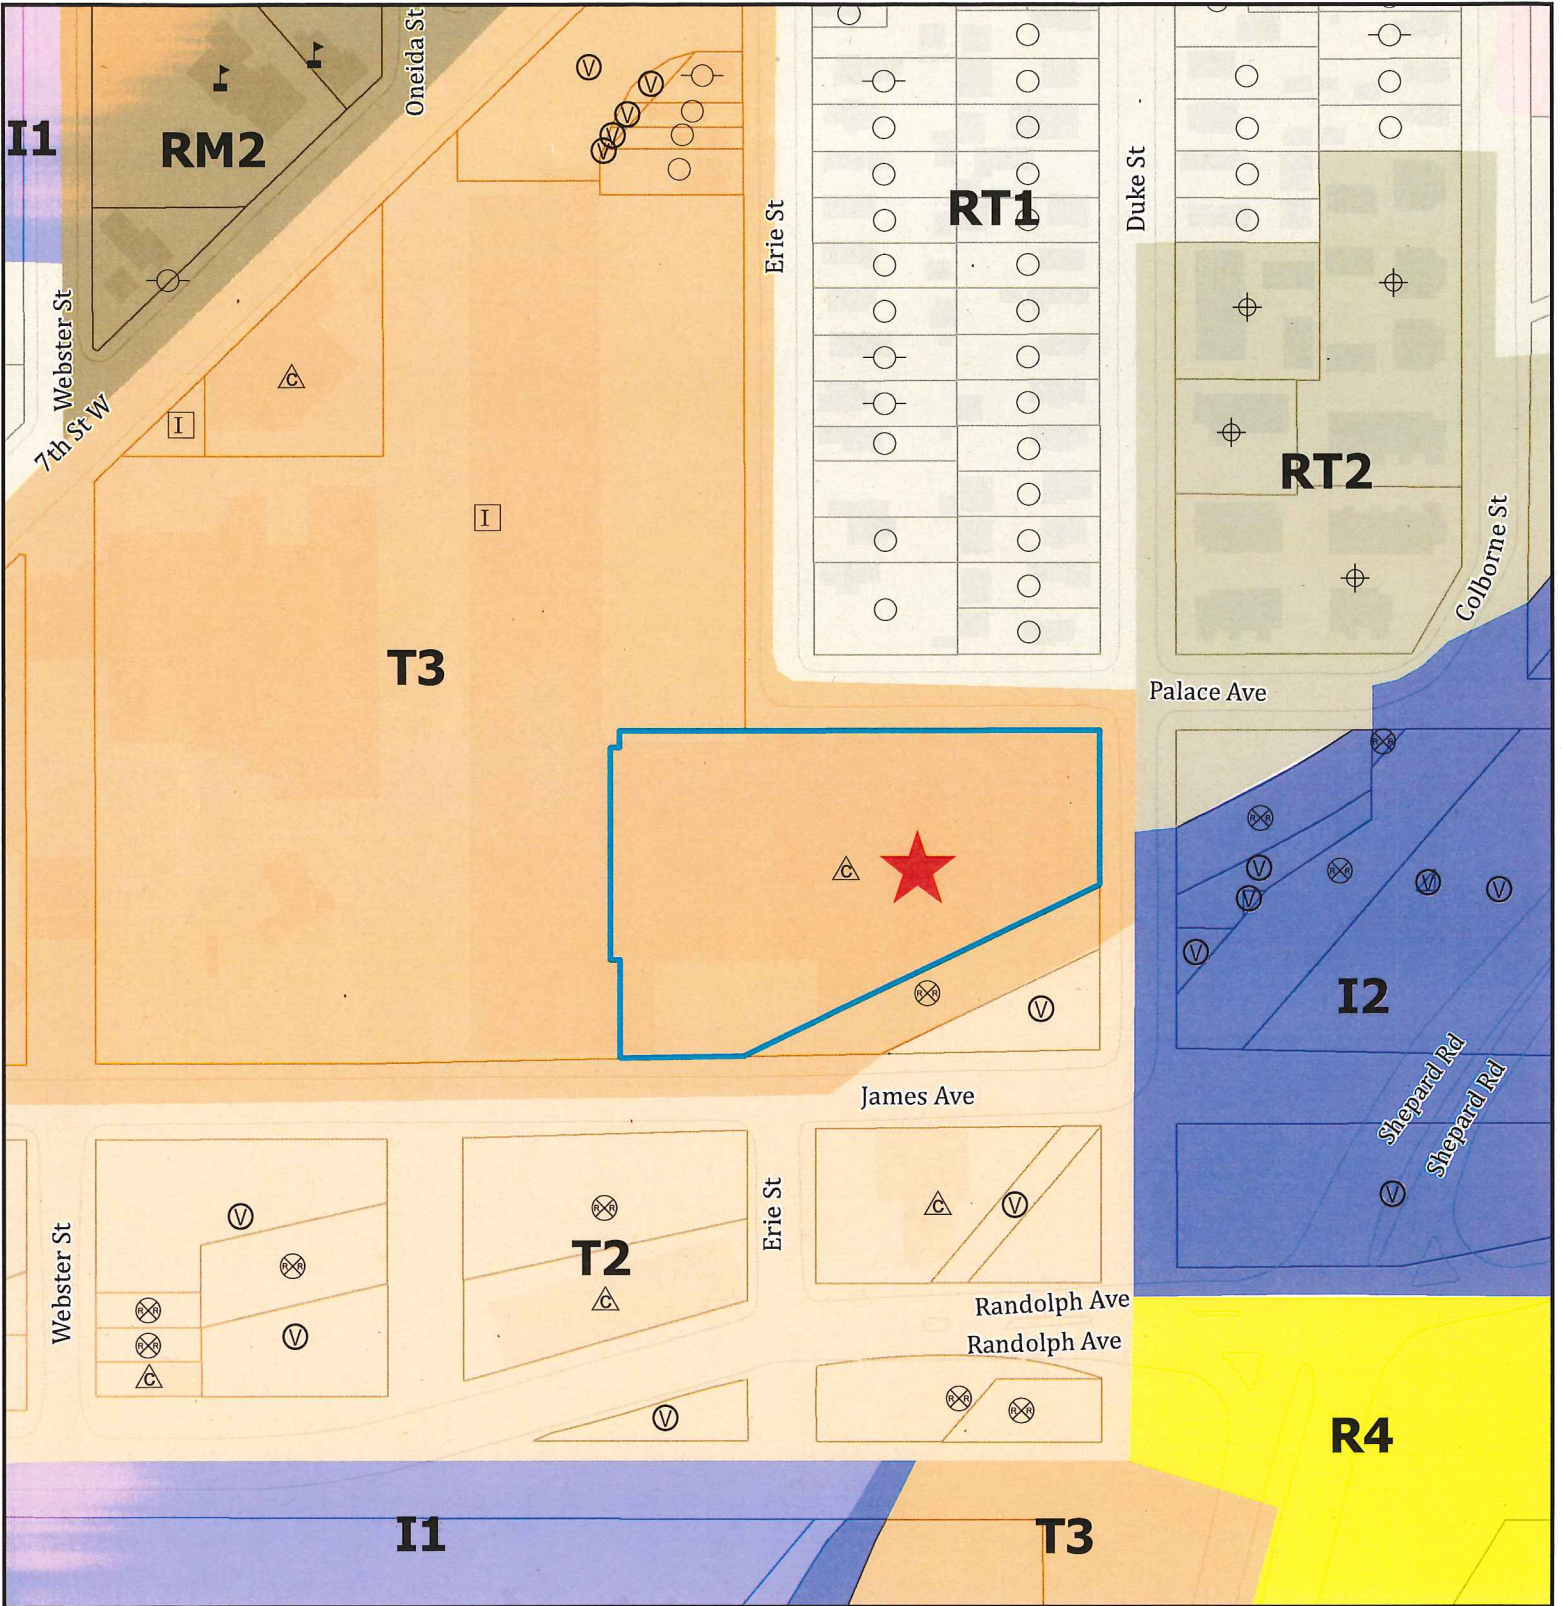 Oneida St
I1
RM2
V
V
V
V
V
Erie St
RT1
Duke St
Webster St
7th St W
C
I
I
RT2
Colborne St
T3
Palace Ave
R R
R R
C
V
R R
V
V
V
V
V
R R
V
I2
James Ave
Shepard Rd
Shepard Rd
V
V
R R
C
V
Erie St
Webster St
R R
T2
C
R R
R R
V
C
Randolph Ave
Randolph Ave
R R
R R
V
R4
I1
T3